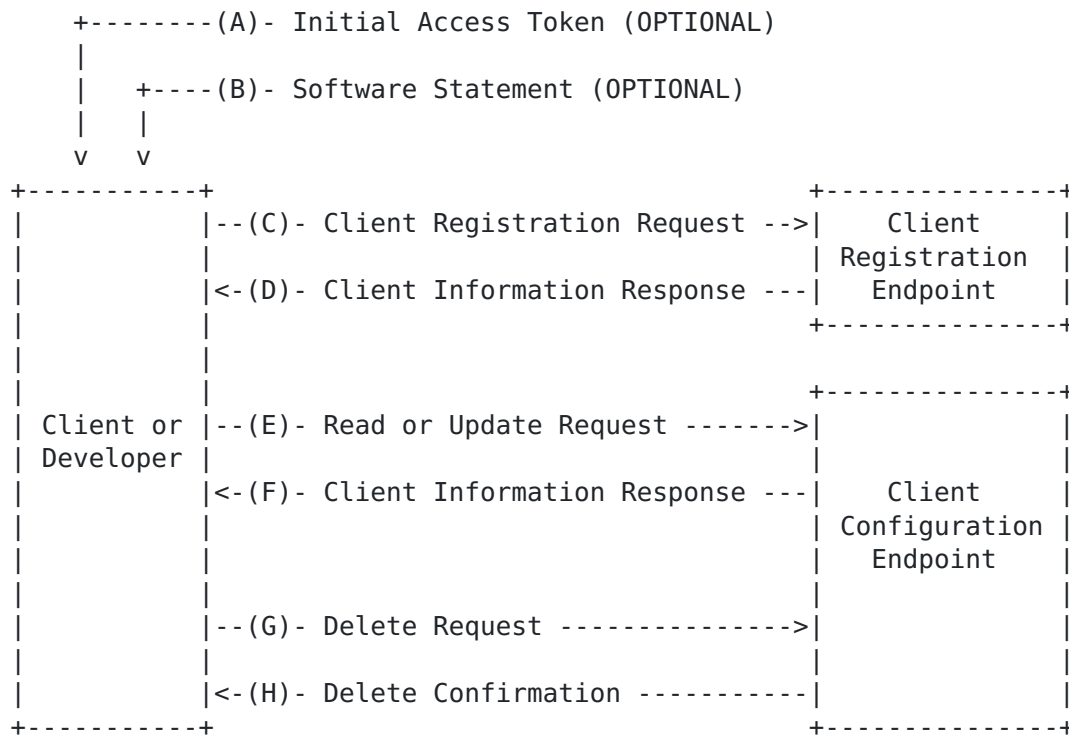 +--------(A)- Initial Access Token (OPTIONAL)
|
|   +----(B)- Software Statement (OPTIONAL)
|   |
v   v
+-----------+                                      +---------------+
|           |--(C)- Client Registration Request -->|    Client     |
|           |                                      | Registration  |
|           |<-(D)- Client Information Response ---|   Endpoint    |
|           |                                      +---------------+
|           |
|           |                                      +---------------+
| Client or |--(E)- Read or Update Request ------->|               |
| Developer |                                      |               |
|           |<-(F)- Client Information Response ---|    Client     |
|           |                                      | Configuration |
|           |                                      |   Endpoint    |
|           |                                      |               |
|           |--(G)- Delete Request --------------->|               |
|           |                                      |               |
|           |<-(H)- Delete Confirmation -----------|               |
+-----------+                                      +---------------+